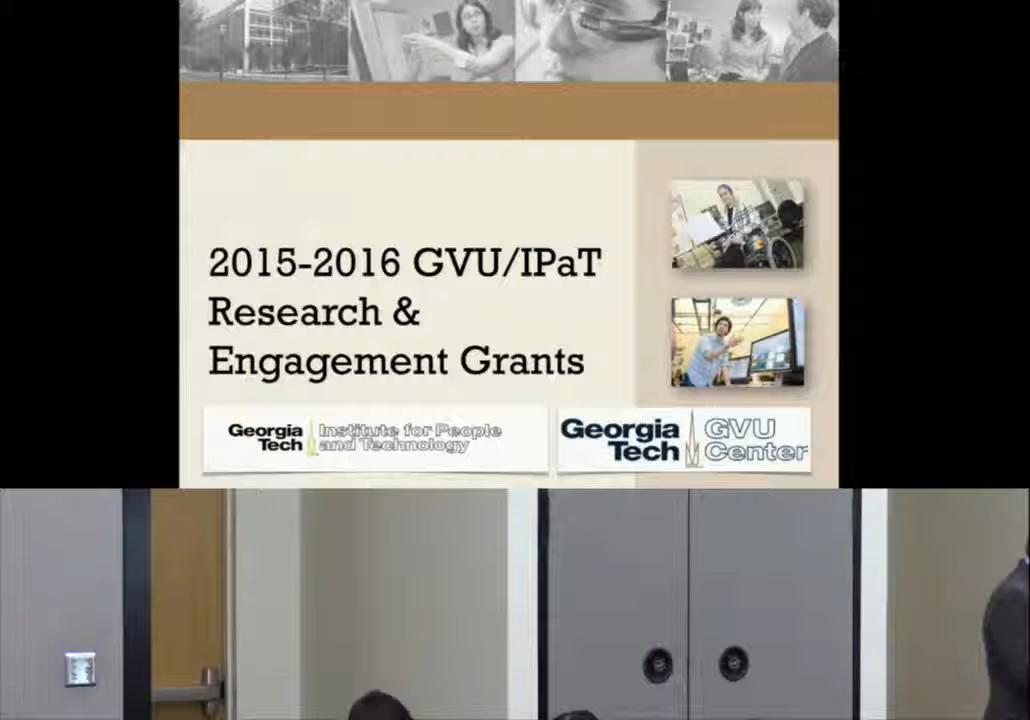 2015-2016 GVU/IPaT
Research &
Engagement Grants
Georgia Tech
Institute for People and Technology
Georgia Tech
GVU Center